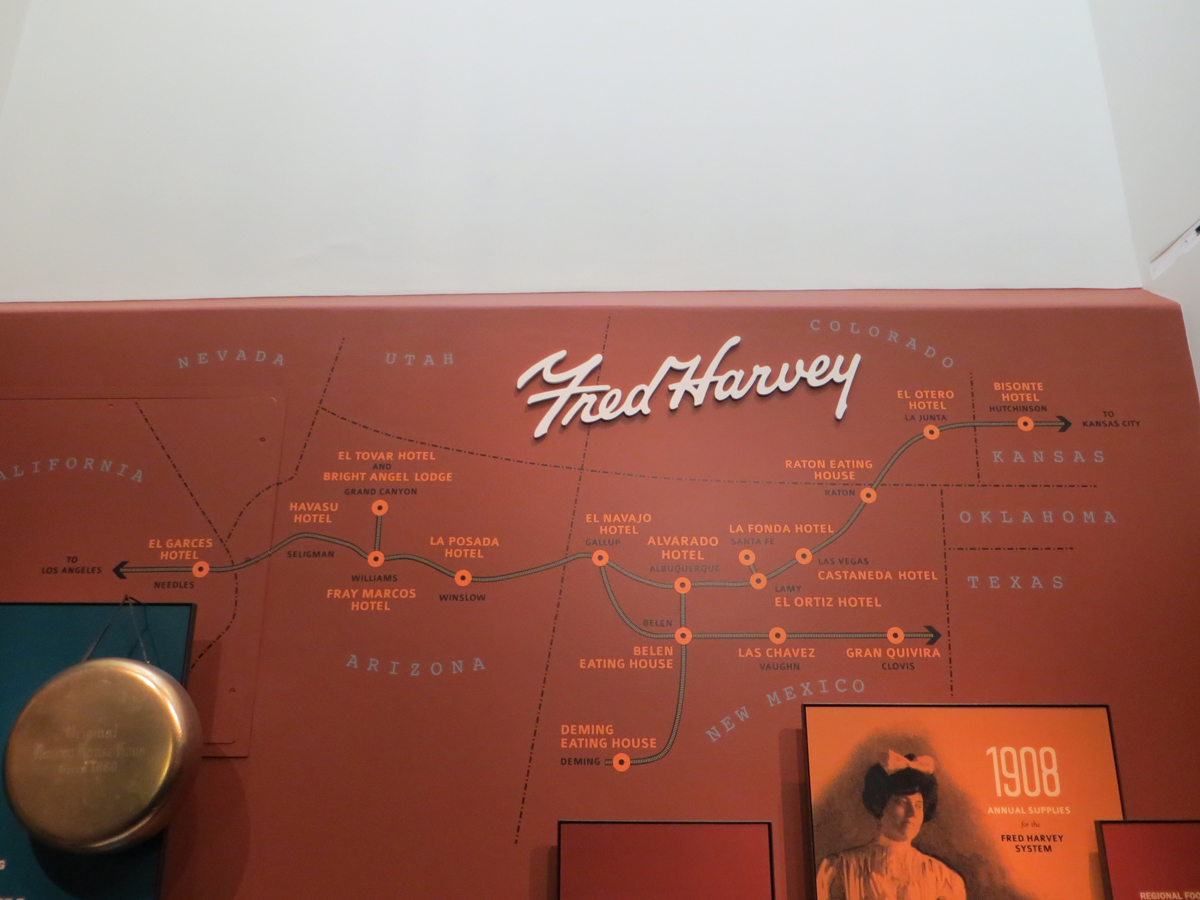 Fred Harvey
NEVADA
UTAH
COLORADO
ALIFORNIA
KANSAS
OKLAHOMA
TEXAS
ARIZONA
NEW MEXICO
TO
LOS ANGELES
EL GARCES
HOTEL
NEEDLES
HAVASU
HOTEL
SELIGMAN
EL TOVAR HOTEL
AND
BRIGHT ANGEL LODGE
GRAND CANYON
WILLIAMS
FRAY MARCOS
HOTEL
LA POSADA
HOTEL
WINSLOW
EL NAVAJO
HOTEL
GALLUP
ALVARADO
HOTEL
ALBUQUERQUE
LA FONDA HOTEL
SANTA FE
LAMY
EL ORTIZ HOTEL
LAS VEGAS
CASTANEDA HOTEL
RATON EATING
HOUSE
RATON
EL OTERO
HOTEL
LA JUNTA
BISONTE
HOTEL
HUTCHINSON
TO
KANSAS CITY
BELEN
BELEN
EATING HOUSE
LAS CHAVEZ
VAUGHN
GRAN QUIVIRA
CLOVIS
DEMING
EATING HOUSE
DEMING
Original
1908
ANNUAL SUPPLIES
for the
FRED HARVEY
SYSTEM
REGIONAL FOO